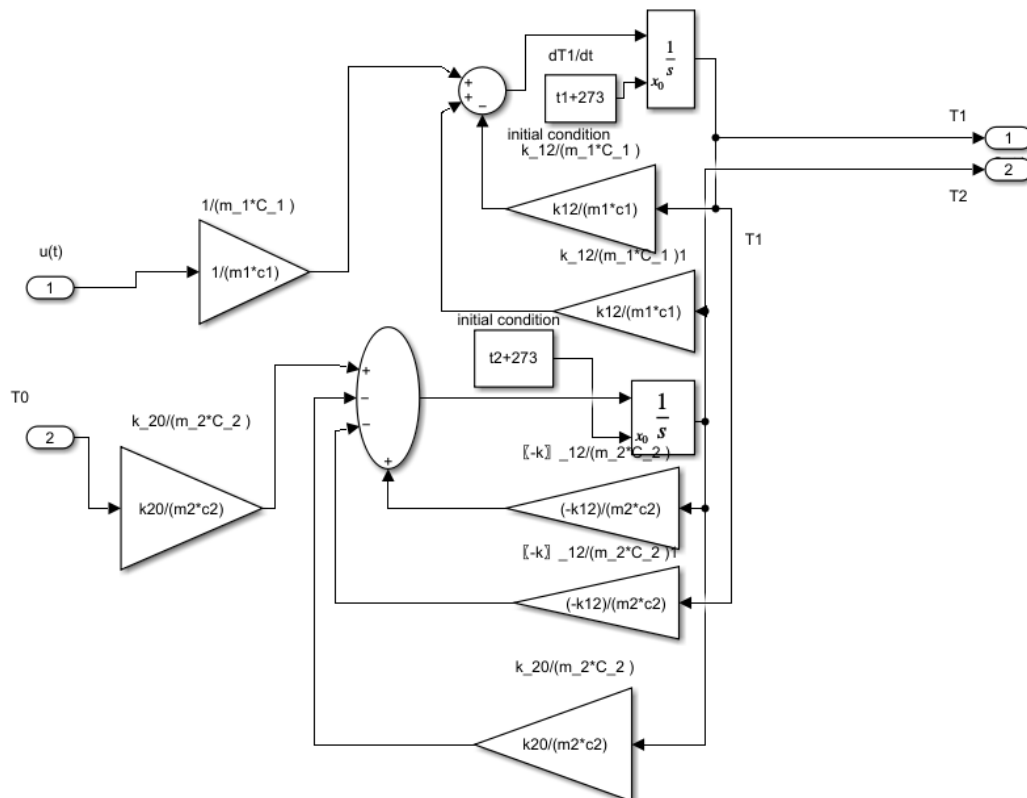 dT1/dt
1
s
x0
t1+273
initial condition
T1
1
2
T2
k_12/(m_1*C_1 )
k12/(m1*c1)
T1
1/(m_1*C_1 )
1/(m1*c1)
u(t)
1
k_12/(m_1*C_1 )1
k12/(m1*c1)
initial condition
t2+273
1
s
x0
T0
2
k_20/(m_2*C_2 )
k20/(m2*c2)
〖-k〗_12/(m_2*C_2 )
(-k12)/(m2*c2)
〖-k〗_12/(m_2*C_2 )1
(-k12)/(m2*c2)
k_20/(m_2*C_2 )
k20/(m2*c2)
+
+
−
+
−
−
+